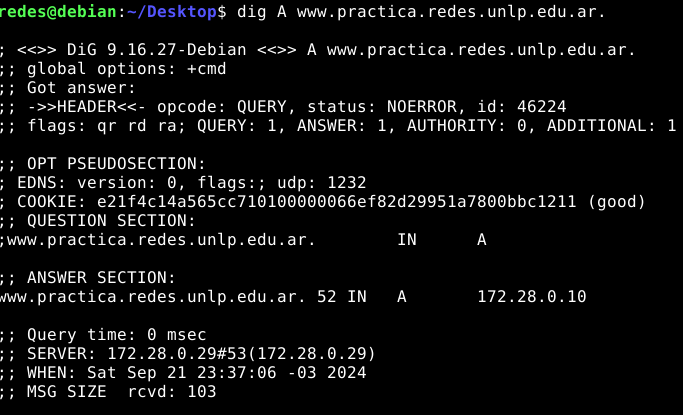 redes@debian:~/Desktop$ dig A www.practica.redes.unlp.edu.ar.
; <<>> DiG 9.16.27-Debian <<>> A www.practica.redes.unlp.edu.ar.
;; global options: +cmd
;; Got answer:
;; ->>HEADER<<- opcode: QUERY, status: NOERROR, id: 46224
;; flags: qr rd ra; QUERY: 1, ANSWER: 1, AUTHORITY: 0, ADDITIONAL: 1
;; OPT PSEUDOSECTION:
; EDNS: version: 0, flags:; udp: 1232
; COOKIE: e21f4c14a565cc710100000066ef82d29951a7800bbc1211 (good)
;; QUESTION SECTION:
;www.practica.redes.unlp.edu.ar. IN A
;; ANSWER SECTION:
www.practica.redes.unlp.edu.ar. 52 IN A 172.28.0.10
;; Query time: 0 msec
;; SERVER: 172.28.0.29#53(172.28.0.29)
;; WHEN: Sat Sep 21 23:37:06 -03 2024
;; MSG SIZE rcvd: 103